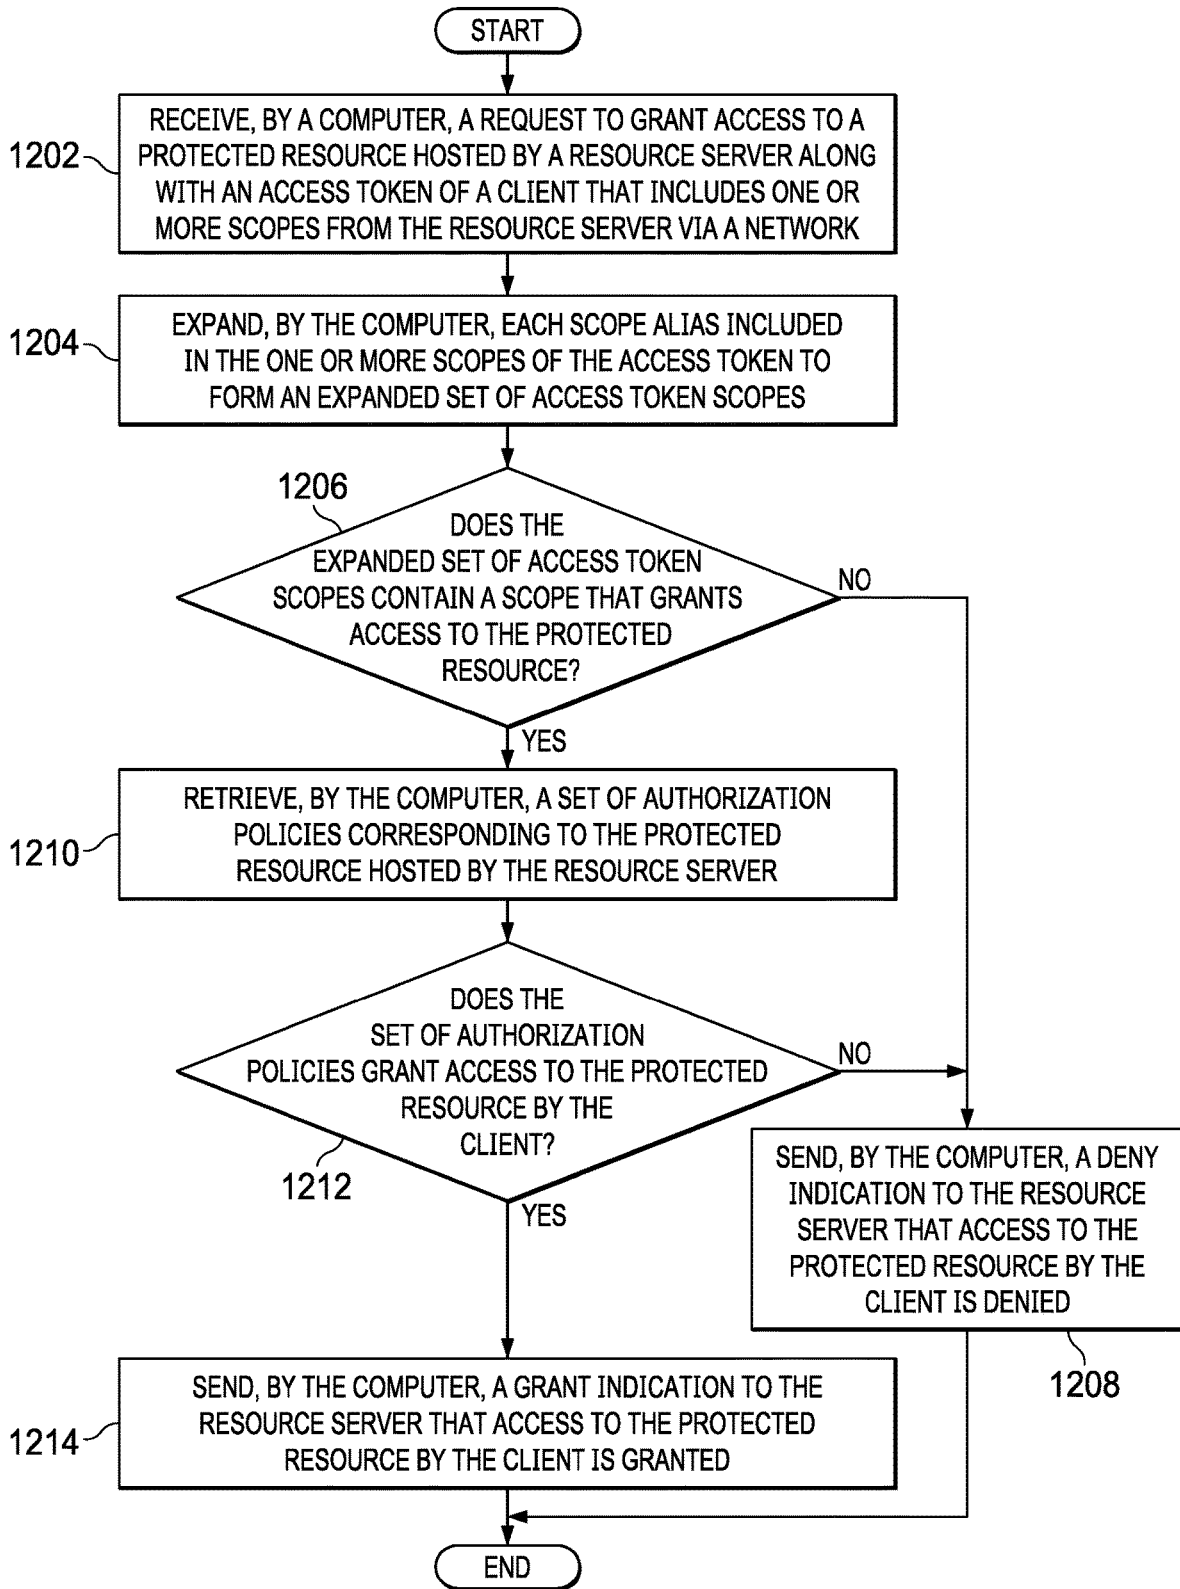 START
1202
RECEIVE, BY A COMPUTER, A REQUEST TO GRANT ACCESS TO A
PROTECTED RESOURCE HOSTED BY A RESOURCE SERVER ALONG
WITH AN ACCESS TOKEN OF A CLIENT THAT INCLUDES ONE OR
MORE SCOPES FROM THE RESOURCE SERVER VIA A NETWORK
1204
EXPAND, BY THE COMPUTER, EACH SCOPE ALIAS INCLUDED
IN THE ONE OR MORE SCOPES OF THE ACCESS TOKEN TO
FORM AN EXPANDED SET OF ACCESS TOKEN SCOPES
1206
DOES THE
EXPANDED SET OF ACCESS TOKEN
SCOPES CONTAIN A SCOPE THAT GRANTS
ACCESS TO THE PROTECTED
RESOURCE?
NO
YES
1210
RETRIEVE, BY THE COMPUTER, A SET OF AUTHORIZATION
POLICIES CORRESPONDING TO THE PROTECTED
RESOURCE HOSTED BY THE RESOURCE SERVER
DOES THE
SET OF AUTHORIZATION
POLICIES GRANT ACCESS TO THE PROTECTED
RESOURCE BY THE
CLIENT?
1212
NO
YES
SEND, BY THE COMPUTER, A DENY
INDICATION TO THE RESOURCE
SERVER THAT ACCESS TO THE
PROTECTED RESOURCE BY THE
CLIENT IS DENIED
1208
1214
SEND, BY THE COMPUTER, A GRANT INDICATION TO THE
RESOURCE SERVER THAT ACCESS TO THE PROTECTED
RESOURCE BY THE CLIENT IS GRANTED
END